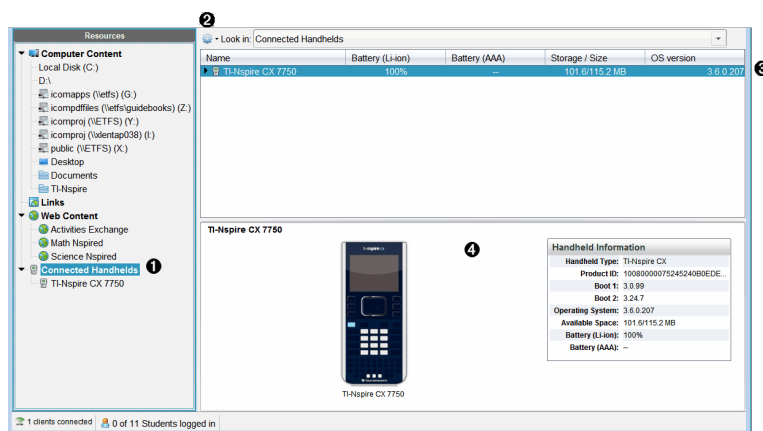 ❷
Resources
Look in: Connected Handhelds
Computer Content
Local Disk (C:)
D:\
icomapps (\\etfs) (G:)
icompdffiles (\\etfs\guidebooks) (Z:)
icomproj (\\ETFS) (Y:)
icomproj (\\xlentap038) (I:)
public (\\ETFS) (X:)
Desktop
Documents
TI-Nspire
Links
Web Content
Activities Exchange
Math Nspired
Science Nspired
Connected Handhelds ❶
TI-Nspire CX 7750
Name Battery (Li-ion) Battery (AAA) Storage / Size OS version
TI-Nspire CX 7750 100% -- 101.6/115.2 MB 3.6.0.207 ❸
TI-Nspire CX 7750
❹
TI-Nspire CX 7750
Handheld Information
Handheld Type: TI-Nspire CX
Product ID: 10080000075245240B0EDE...
Boot 1: 3.0.99
Boot 2: 3.24.7
Operating System: 3.6.0.207
Available Space: 101.6/115.2 MB
Battery (Li-ion): 100%
Battery (AAA): --
1 clients connected
0 of 11 Students logged in